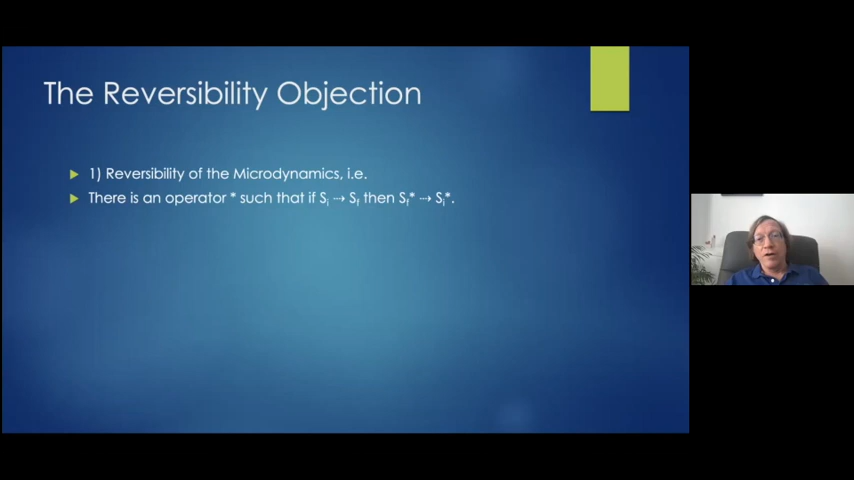 The Reversibility Objection
1) Reversibility of the Microdynamics, i.e.
There is an operator * such that if Sᵢ → S_f then S_f* ⇢ Sᵢ*.